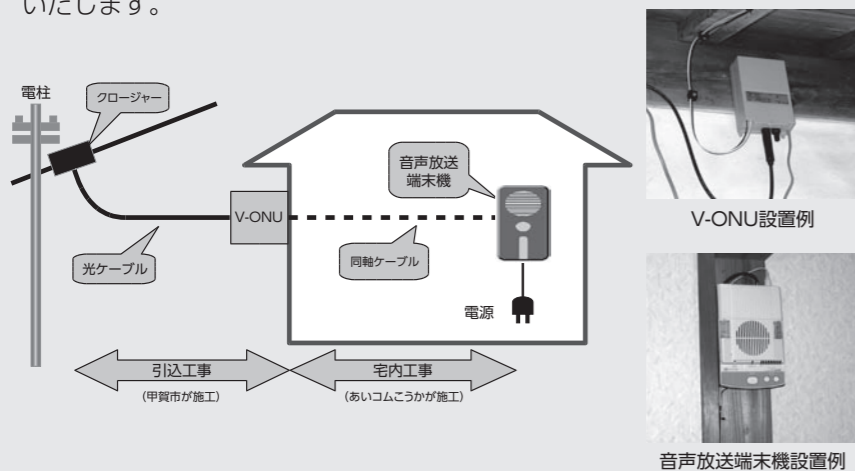 いたします。
電柱
クロージャー
音声放送
端末機
V-ONU
光ケーブル
同軸ケーブル
電源
引込工事
(甲賀市が施工)
宅内工事
(あいコムこうかが施工)
V-ONU設置例
音声放送端末機設置例